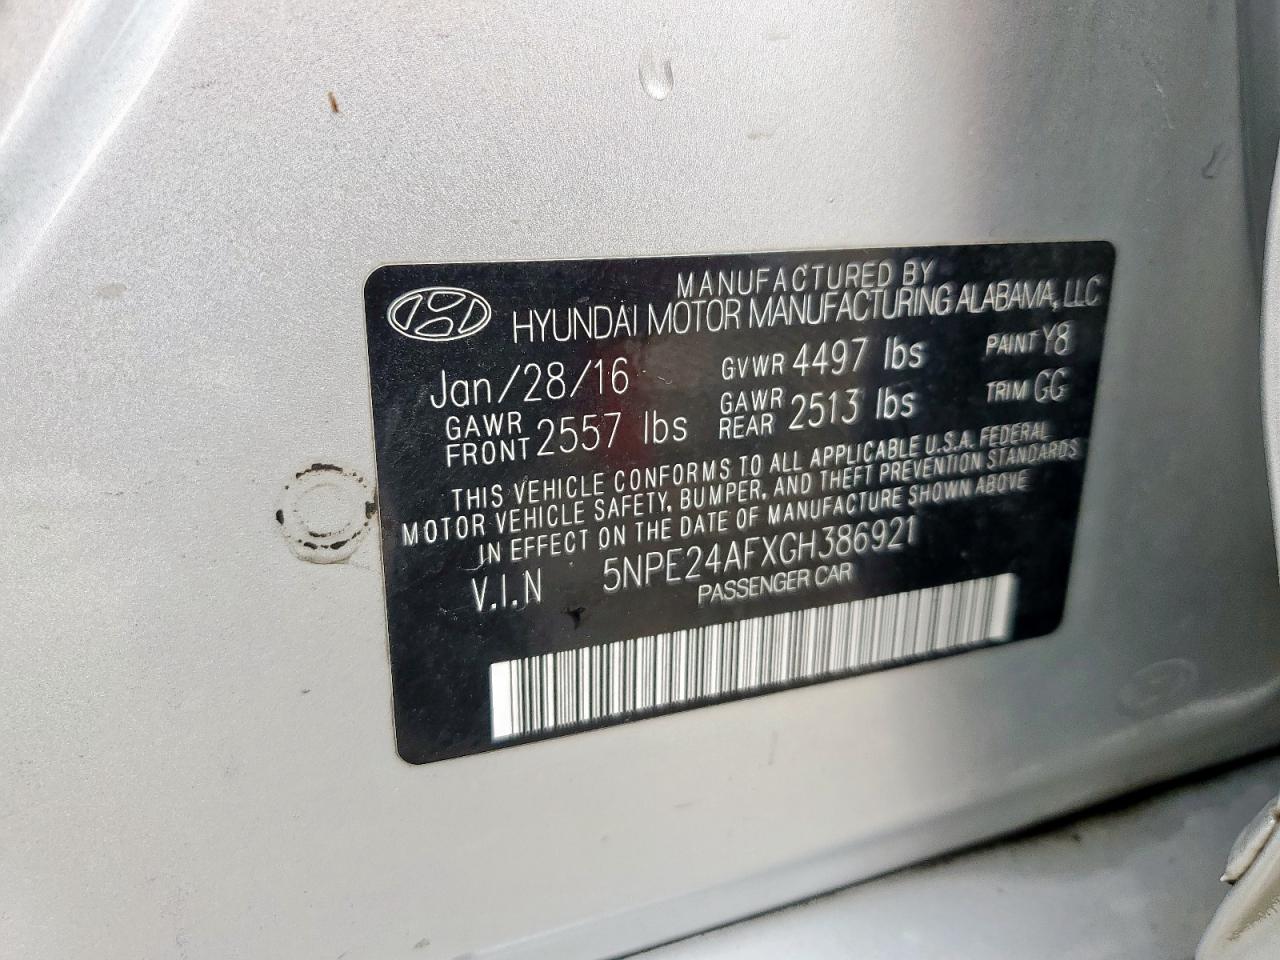 MANUFACTURED BY
HYUNDAI MOTOR MANUFACTURING ALABAMA, LLC
Jan/28/16 GVWR 4497 lbs PAINT Y8
GAWR FRONT 2557 lbs GAWR REAR 2513 lbs TRIM GG
THIS VEHICLE CONFORMS TO ALL APPLICABLE U.S.A. FEDERAL
MOTOR VEHICLE SAFETY, BUMPER, AND THEFT PREVENTION STANDARDS
IN EFFECT ON THE DATE OF MANUFACTURE SHOWN ABOVE
V.I.N 5NPE24AFXGH386921
PASSENGER CAR